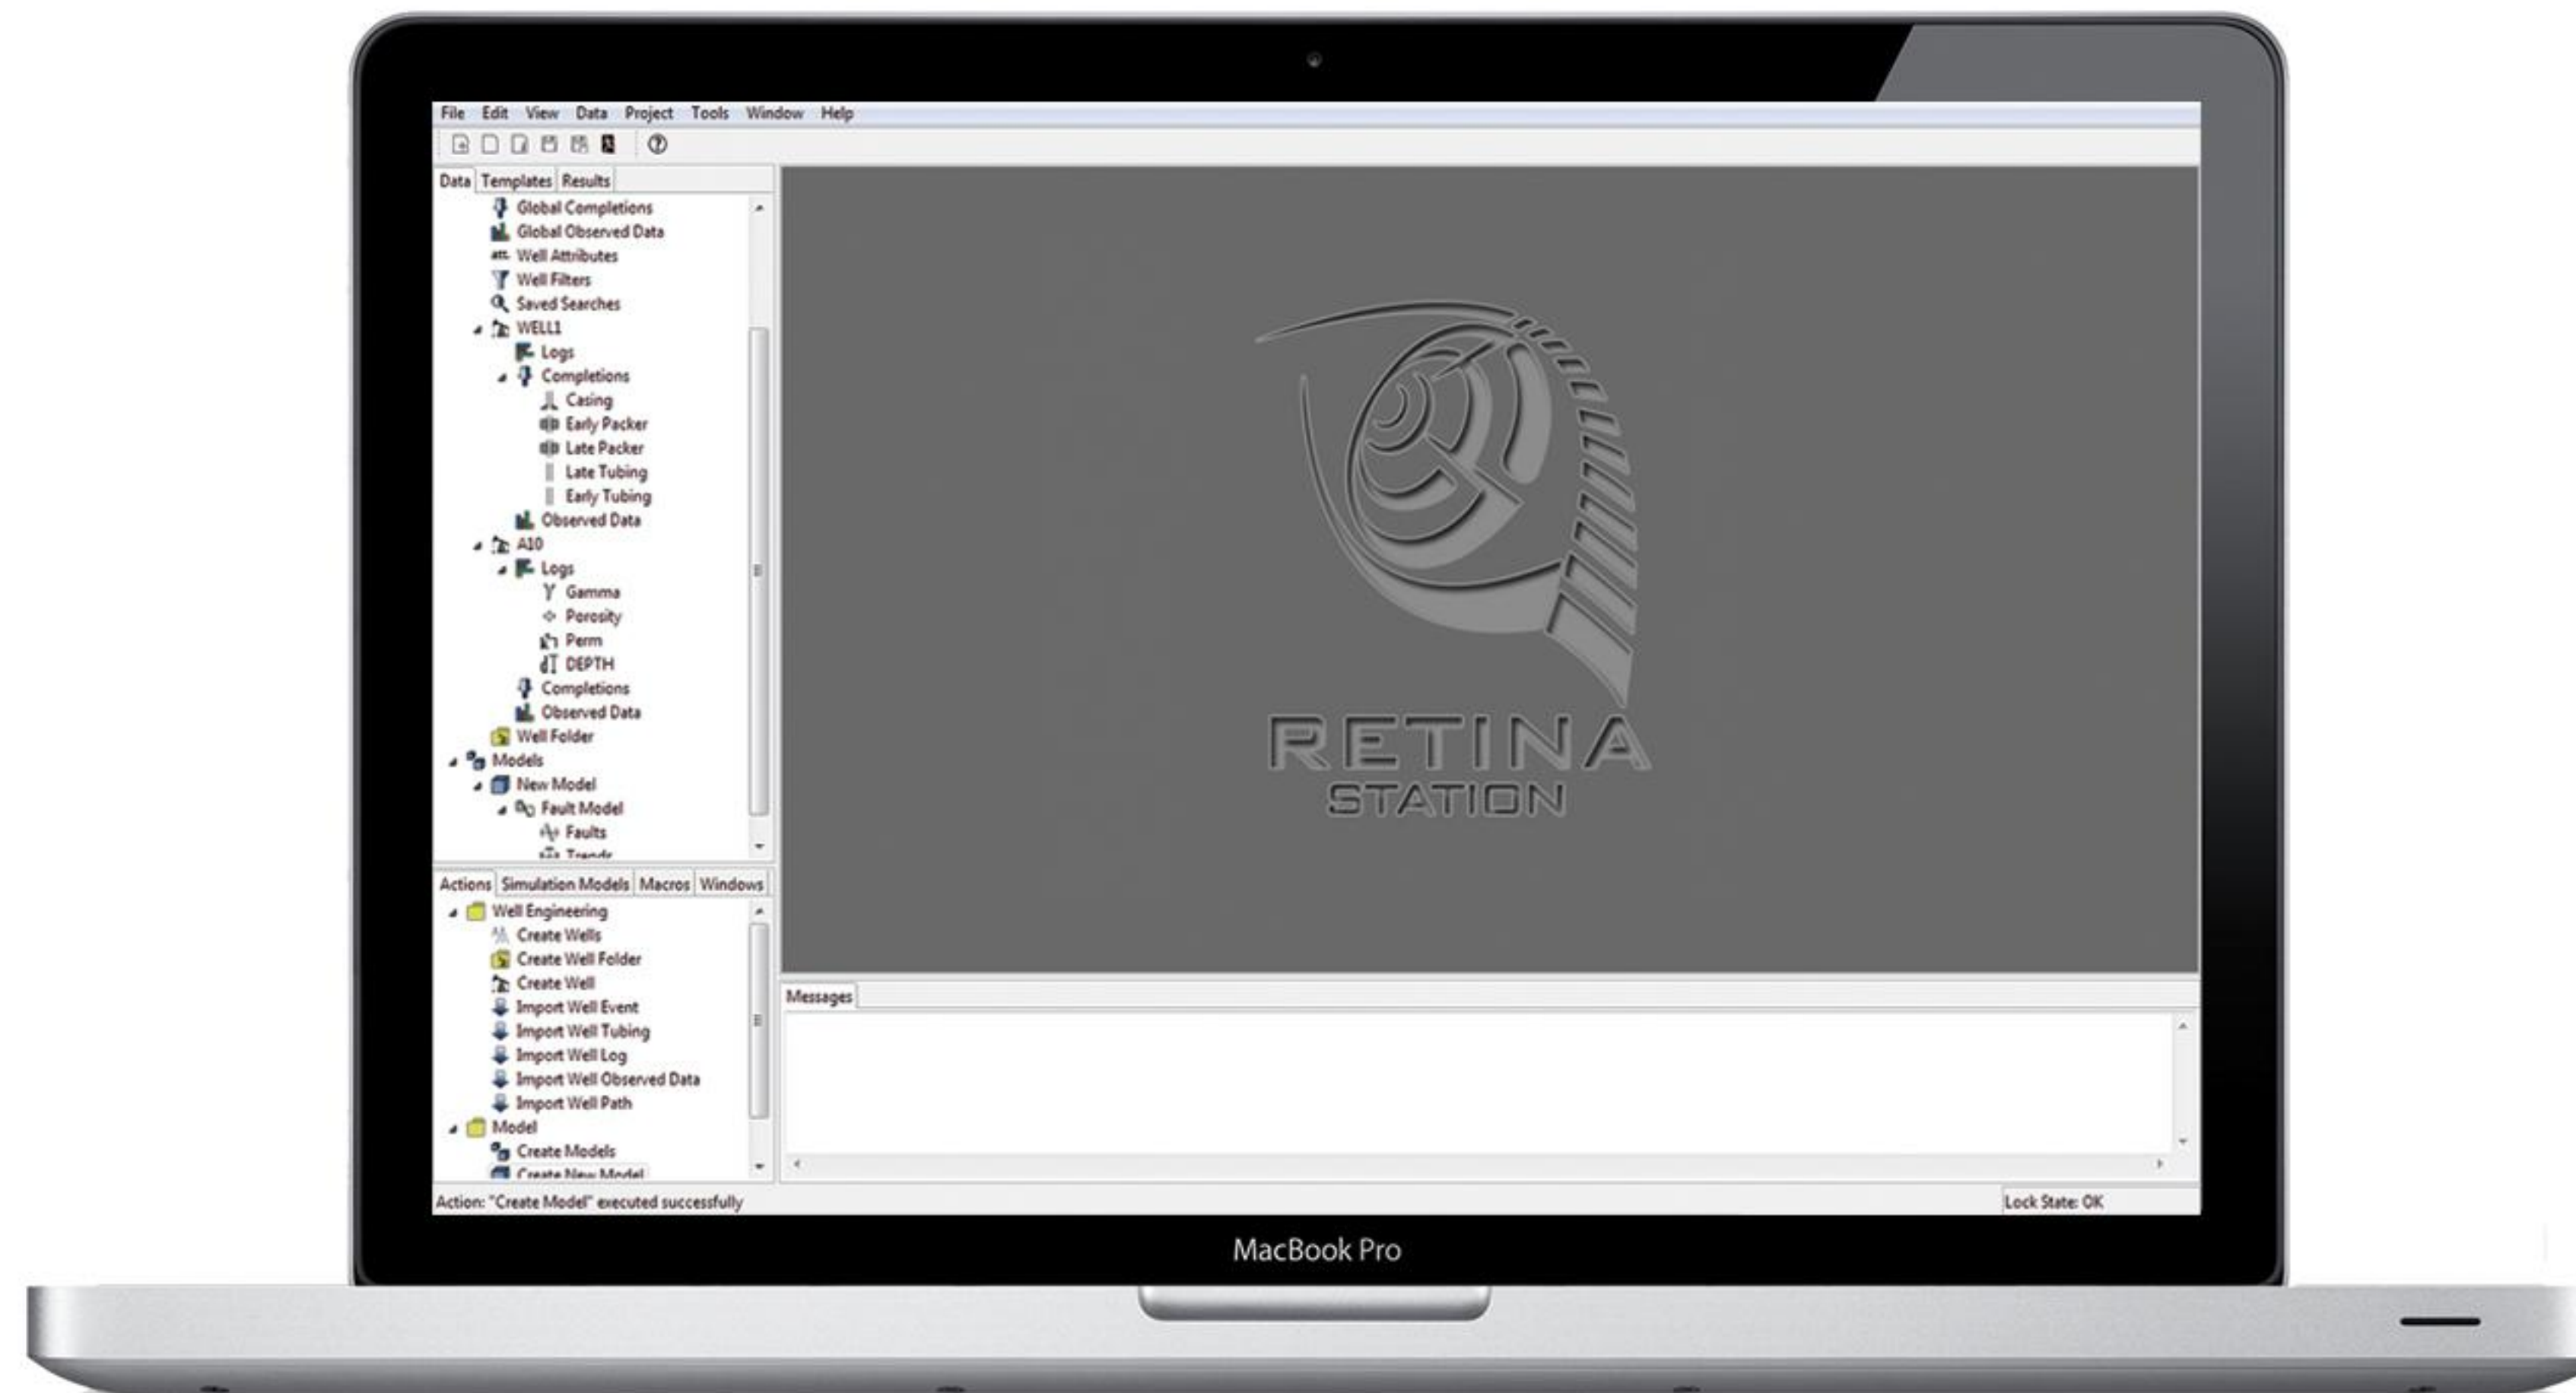 File Edit View Data Project Tools Window Help
Data Templates Results
Global Completions
Global Observed Data
att. Well Attributes
Well Filters
Saved Searches
WELL1
Logs
Completions
Casing
Early Packer
Late Packer
Late Tubing
Early Tubing
Observed Data
A10
Logs
Gamma
Porosity
Perm
DEPTH
Completions
Observed Data
Well Folder
Models
New Model
Fault Model
Faults
Trends
Actions Simulation Models Macros Windows
Well Engineering
Create Wells
Create Well Folder
Create Well
Import Well Event
Import Well Tubing
Import Well Log
Import Well Observed Data
Import Well Path
Model
Create Models
Create New Model
RETINA
STATION
Messages
Action: "Create Model" executed successfully
Lock State: OK
MacBook Pro